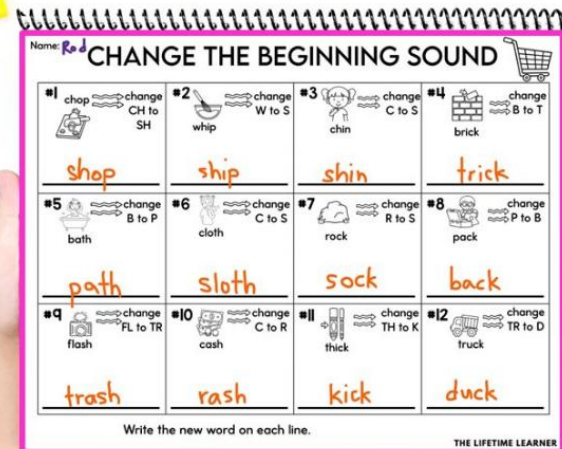 Name: Rod
CHANGE THE BEGINNING SOUND
#1 chop change
CH to
SH
shop
#2 change
W to S
whip
ship
#3 change
C to S
chin
shin
#4 change
B to T
brick
trick
#5 change
B to P
bath
path
#6 change
C to S
cloth
sloth
#7 change
R to S
rock
sock
#8 change
P to B
pack
back
#9 change
FL to TR
flash
trash
#10 change
C to R
cash
rash
#11 change
TH to K
thick
kick
#12 change
TR to D
truck
duck
Write the new word on each line.
THE LIFETIME LEARNER